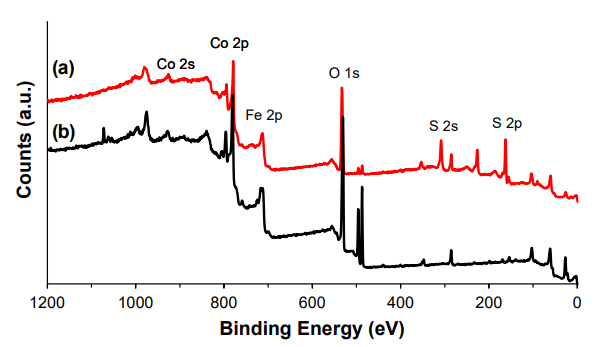 Co 2p
(a)
Co 2s
O 1s
Fe 2p
S 2s
S 2p
(b)
Counts (a.u.)
1200
1000
800
600
400
200
0
Binding Energy (eV)